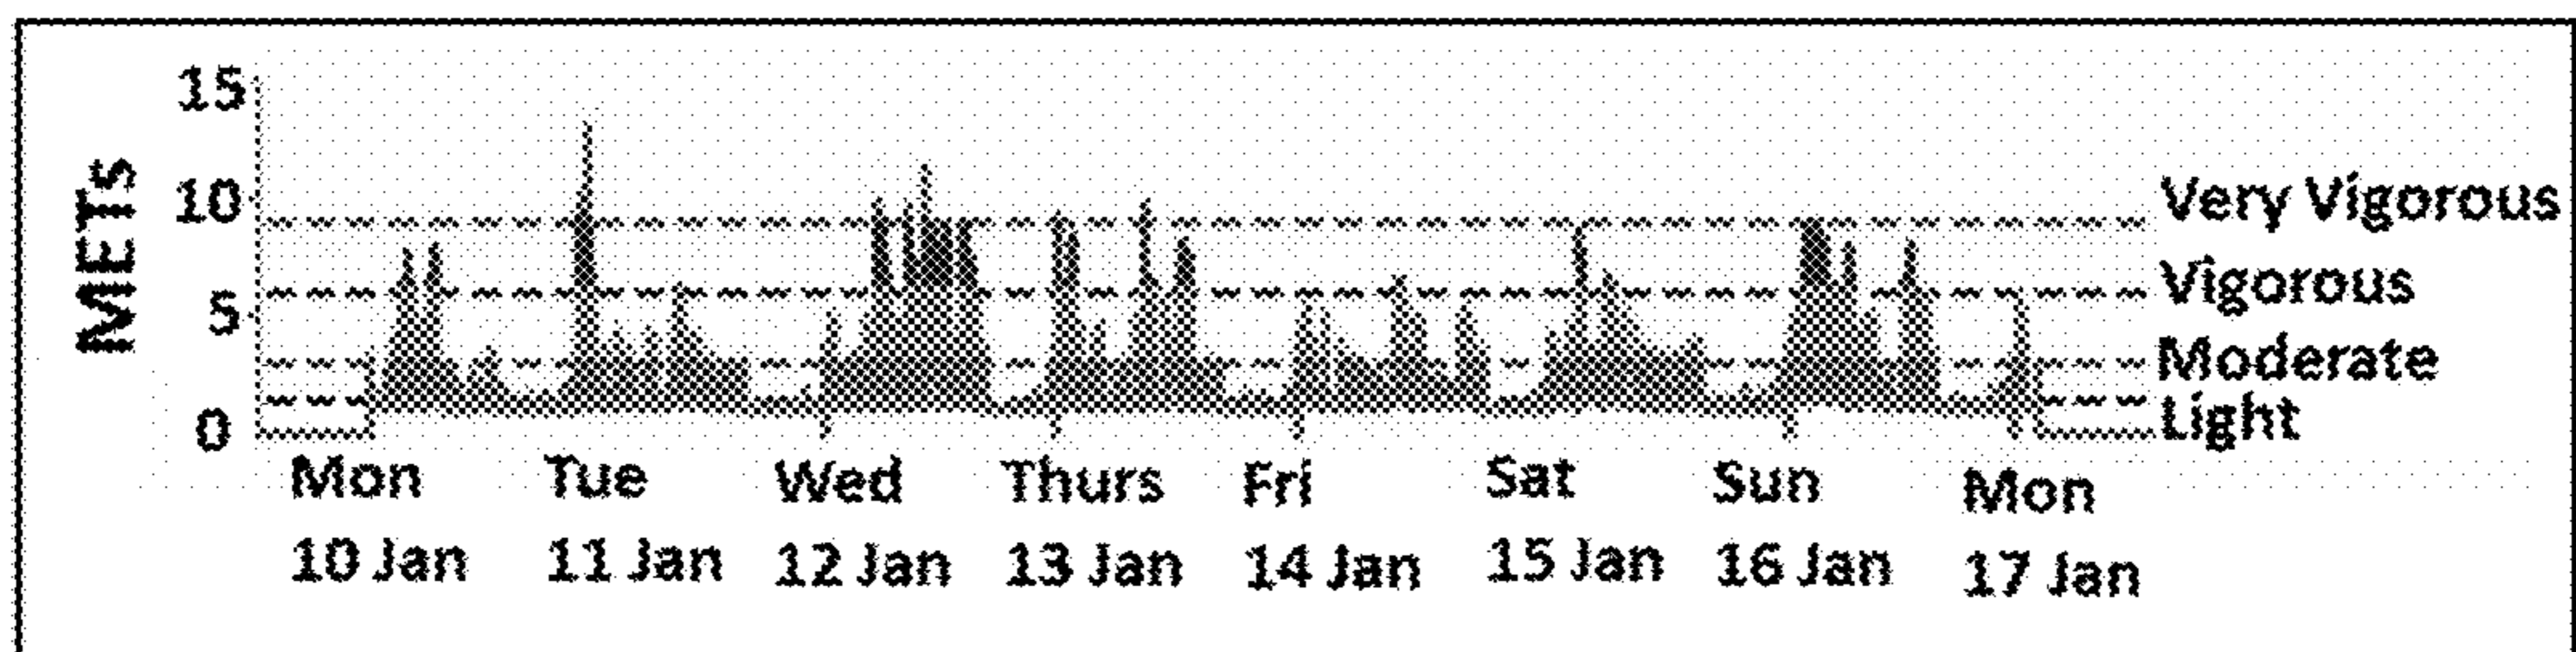 15
10
5
0
METs
Very Vigorous
Vigorous
Moderate
Light
Mon Tue Wed Thurs Fri Sat Sun Mon
10 Jan 11 Jan 12 Jan 13 Jan 14 Jan 15 Jan 16 Jan 17 Jan